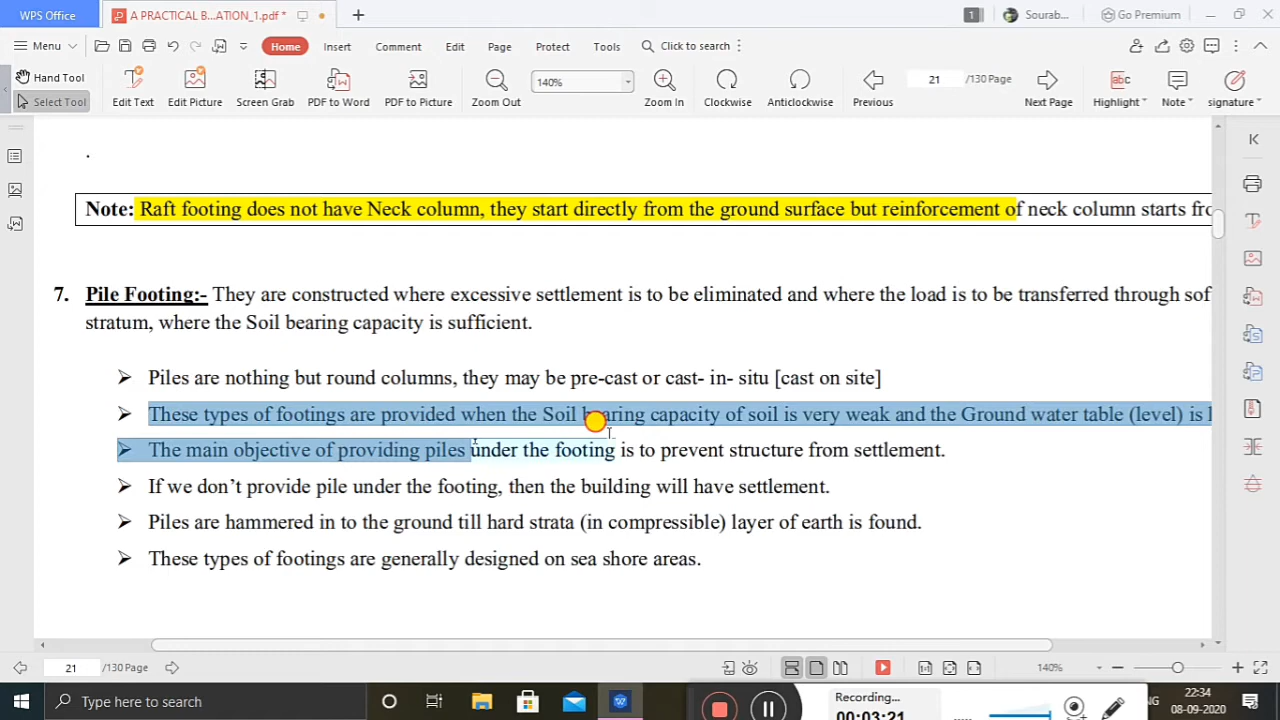 WPS Office
A PRACTICAL B...ATION_1.pdf *
1
Sourab...
Go Premium
Menu
Home
Insert
Comment
Edit
Page
Protect
Tools
Click to search
Hand Tool
Select Tool
Edit Text
Edit Picture
Screen Grab
PDF to Word
PDF to Picture
Zoom Out
140%
Zoom In
Clockwise
Anticlockwise
Previous
21 /130 Page
Next Page
Highlight
Note
signature
Note: Raft footing does not have Neck column, they start directly from the ground surface but reinforcement of neck column starts fro
7. Pile Footing:- They are constructed where excessive settlement is to be eliminated and where the load is to be transferred through sof
stratum, where the Soil bearing capacity is sufficient.
➢ Piles are nothing but round columns, they may be pre-cast or cast- in- situ [cast on site]
➢ These types of footings are provided when the Soil bearing capacity of soil is very weak and the Ground water table (level) is
➢ The main objective of providing piles under the footing is to prevent structure from settlement.
➢ If we don't provide pile under the footing, then the building will have settlement.
➢ Piles are hammered in to the ground till hard strata (in compressible) layer of earth is found.
➢ These types of footings are generally designed on sea shore areas.
21 /130 Page
140%
Type here to search
Recording...
00:03:21
NG
22:34
08-09-2020